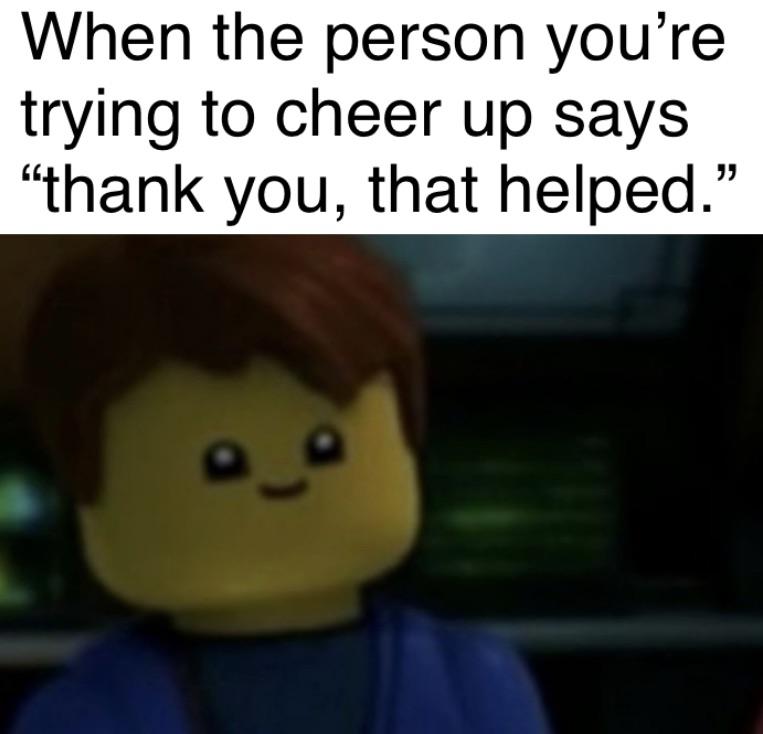 When the person you’re
trying to cheer up says
“thank you, that helped.”